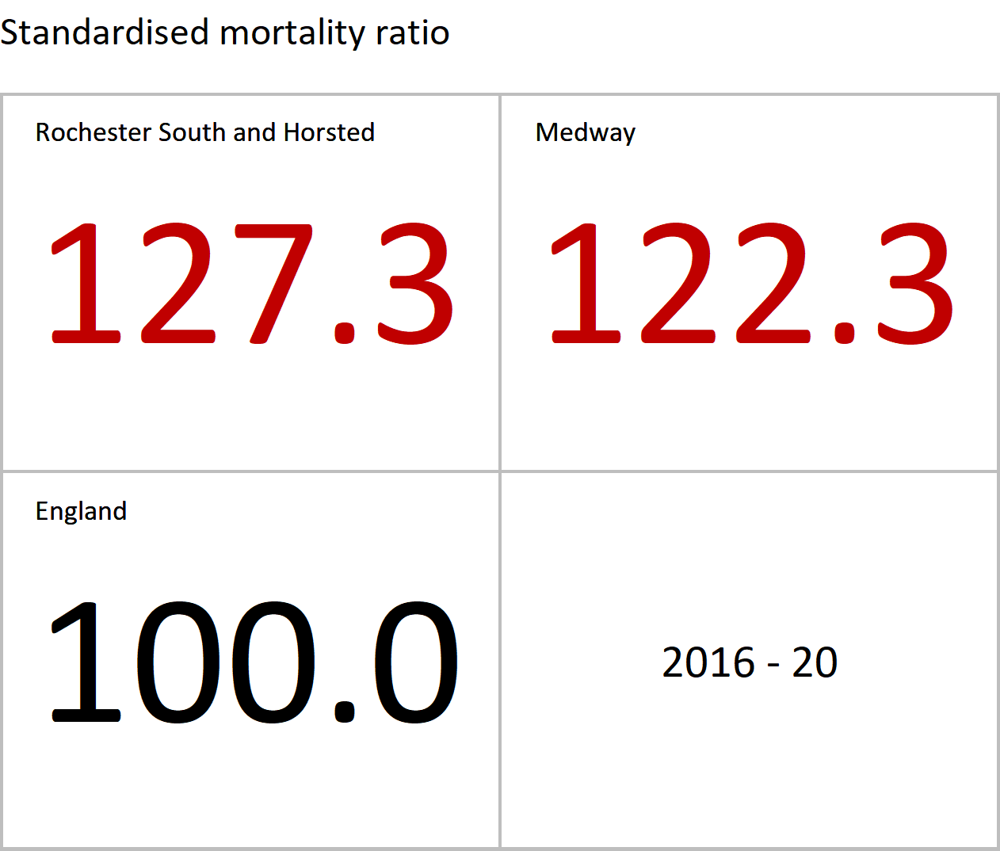 Standardised mortality ratio
Rochester South and Horsted
127.3
Medway
122.3
England
100.0
2016 - 20